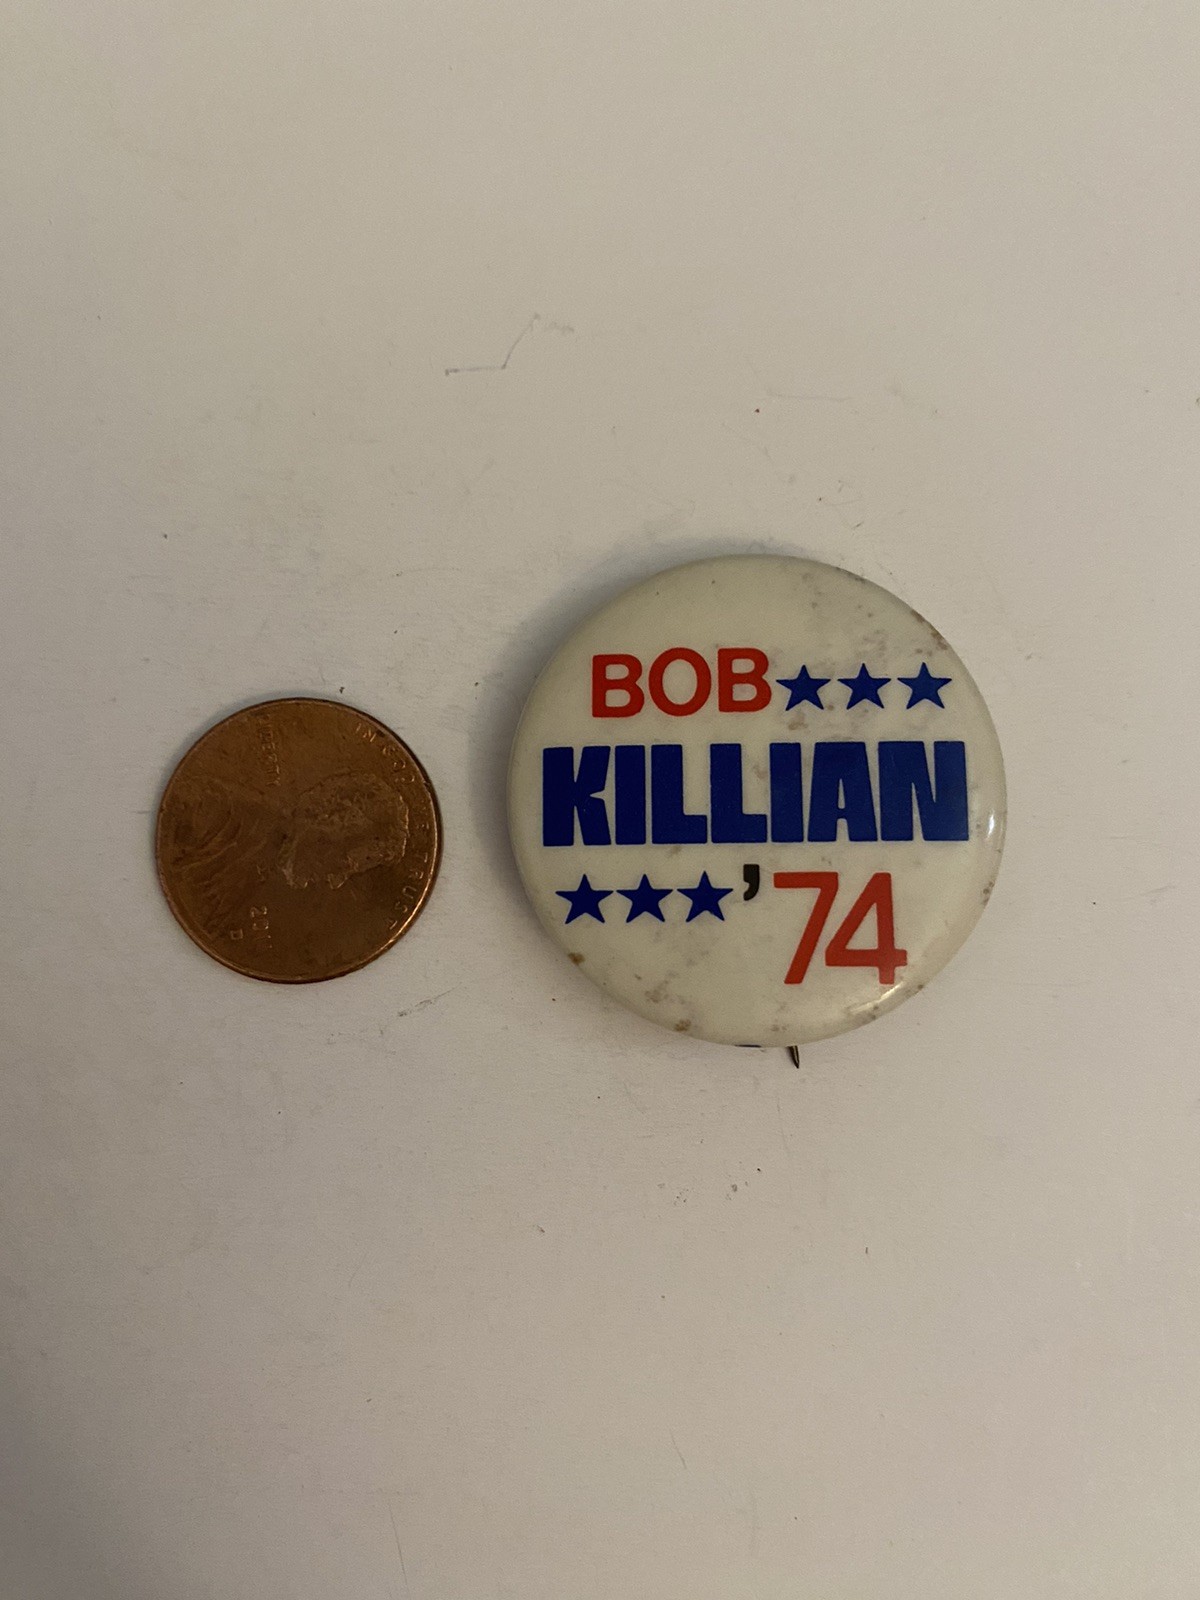 BOB★★★
KILLIAN
★★★'74
IN GOD WE TRUST
LIBERTY
D